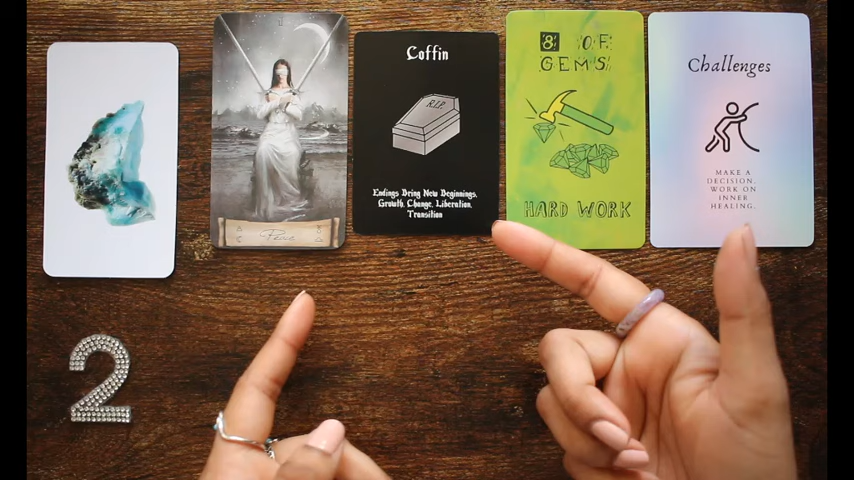 Peace
Coffin
R.I.P.
Endings Bring New Beginnings,
Growth, Change, Liberation,
Transition
8 OF
GEMS
HARD WORK
Challenges
MAKE A
DECISION.
WORK ON
INNER
HEALING.
2